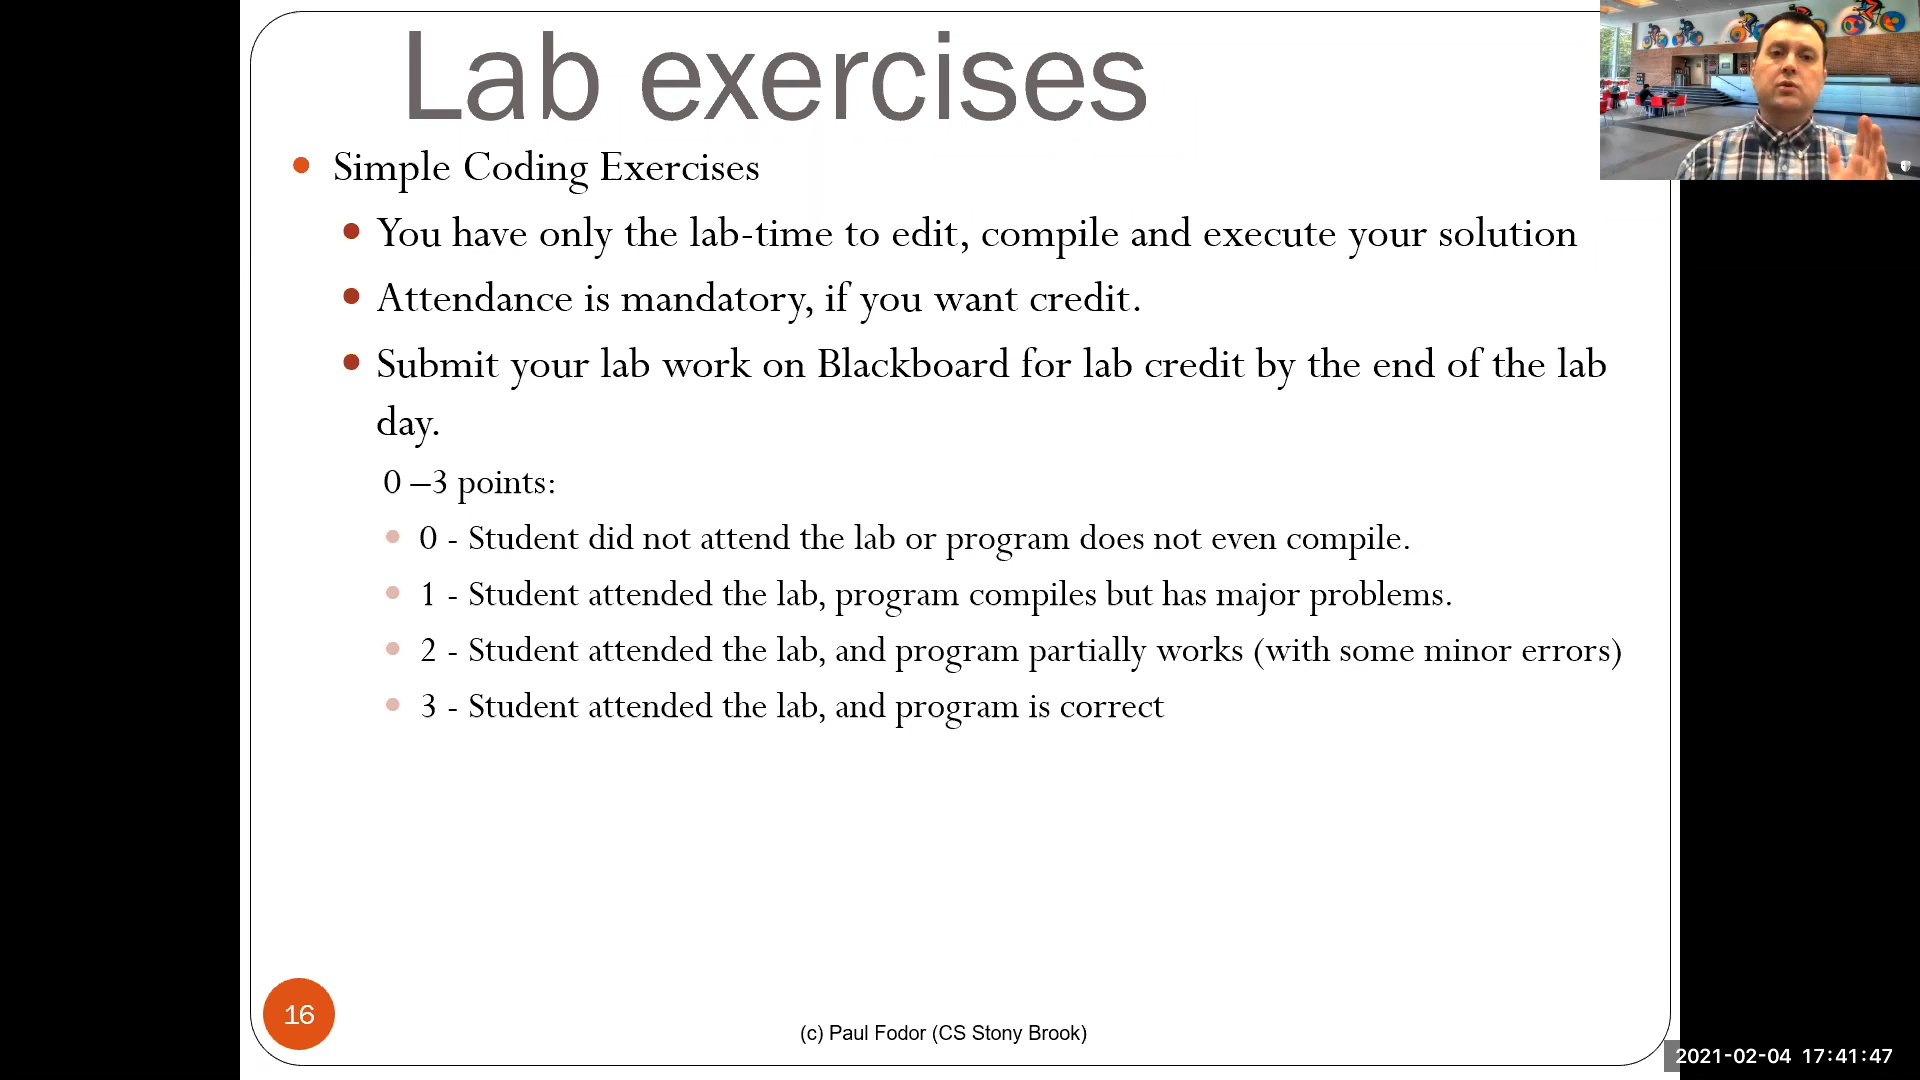 Lab exercises
Simple Coding Exercises
You have only the lab-time to edit, compile and execute your solution
Attendance is mandatory, if you want credit.
Submit your lab work on Blackboard for lab credit by the end of the lab
day.
0 –3 points:
0 - Student did not attend the lab or program does not even compile.
1 - Student attended the lab, program compiles but has major problems.
2 - Student attended the lab, and program partially works (with some minor errors)
3 - Student attended the lab, and program is correct
16
(c) Paul Fodor (CS Stony Brook)
2021-02-04 17:41:47